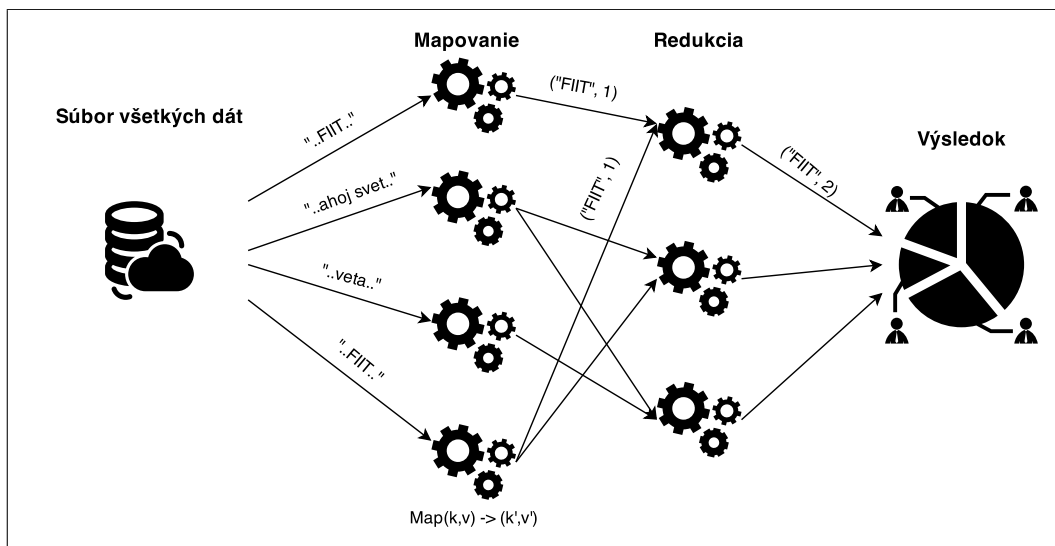 Mapovanie
Redukcia
Súbor všetkých dát
Výsledok
"..FIIT.."
"..ahoj svet.."
"..veta.."
"..FIIT.."
("FIIT", 1)
("FIIT", 1)
("FIIT", 2)
Map(k,v) -> (k',v')